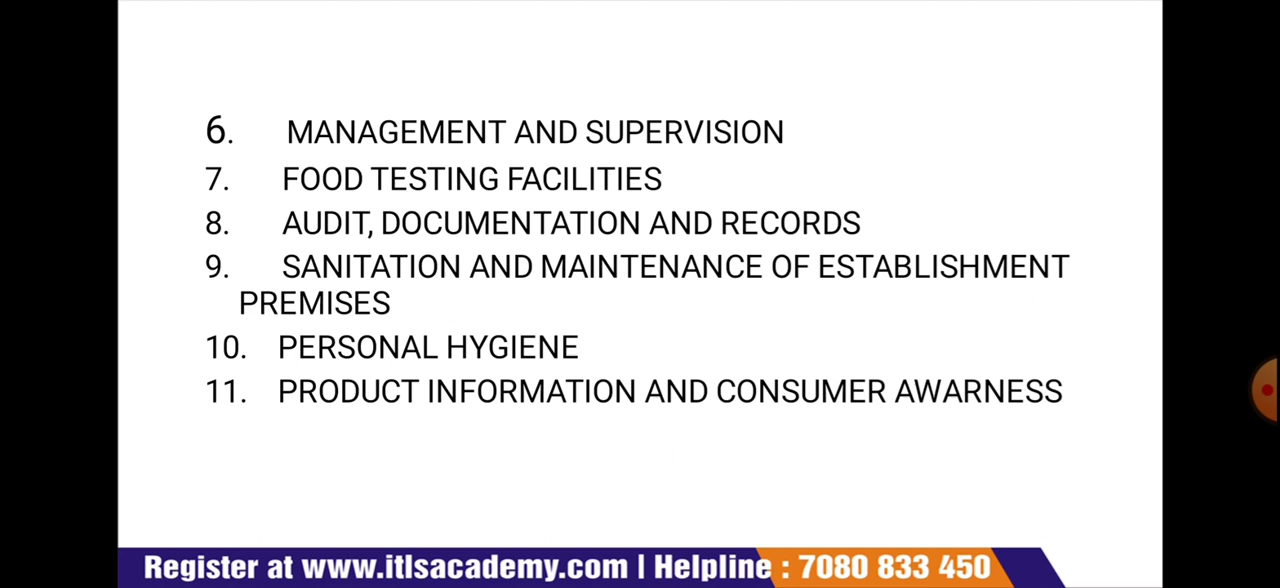 6. MANAGEMENT AND SUPERVISION
7. FOOD TESTING FACILITIES
8. AUDIT, DOCUMENTATION AND RECORDS
9. SANITATION AND MAINTENANCE OF ESTABLISHMENT
PREMISES
10. PERSONAL HYGIENE
11. PRODUCT INFORMATION AND CONSUMER AWARNESS
Register at www.itlsacademy.com | Helpline : 7080 833 450